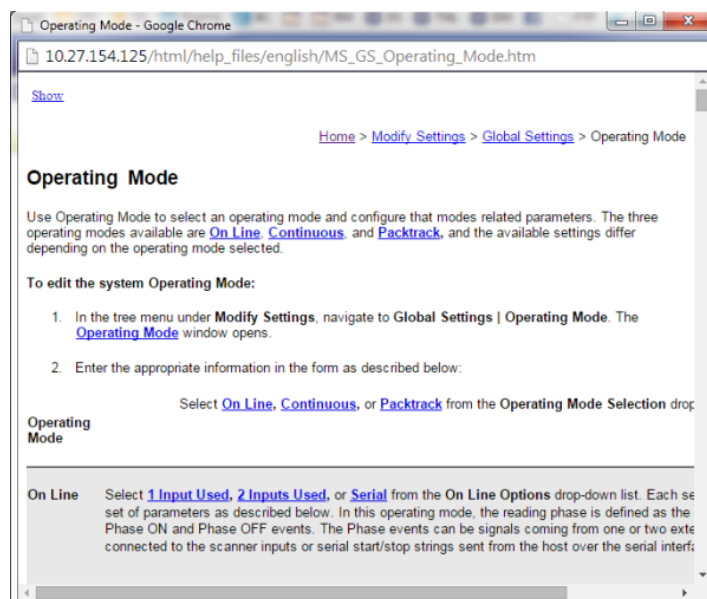 Operating Mode - Google Chrome
10.27.154.125/html/help_files/english/MS_GS_Operating_Mode.htm
Show
Home > Modify Settings > Global Settings > Operating Mode
Operating Mode
Use Operating Mode to select an operating mode and configure that modes related parameters. The three
operating modes available are On Line, Continuous, and Packtrack, and the available settings differ
depending on the operating mode selected.
To edit the system Operating Mode:
1. In the tree menu under Modify Settings, navigate to Global Settings | Operating Mode. The
Operating Mode window opens.
2. Enter the appropriate information in the form as described below:
Select On Line, Continuous, or Packtrack from the Operating Mode Selection drop
Operating
Mode
On Line Select 1 Input Used, 2 Inputs Used, or Serial from the On Line Options drop-down list. Each se
set of parameters as described below. In this operating mode, the reading phase is defined as the
Phase ON and Phase OFF events. The Phase events can be signals coming from one or two exte
connected to the scanner inputs or serial start/stop strings sent from the host over the serial interfa